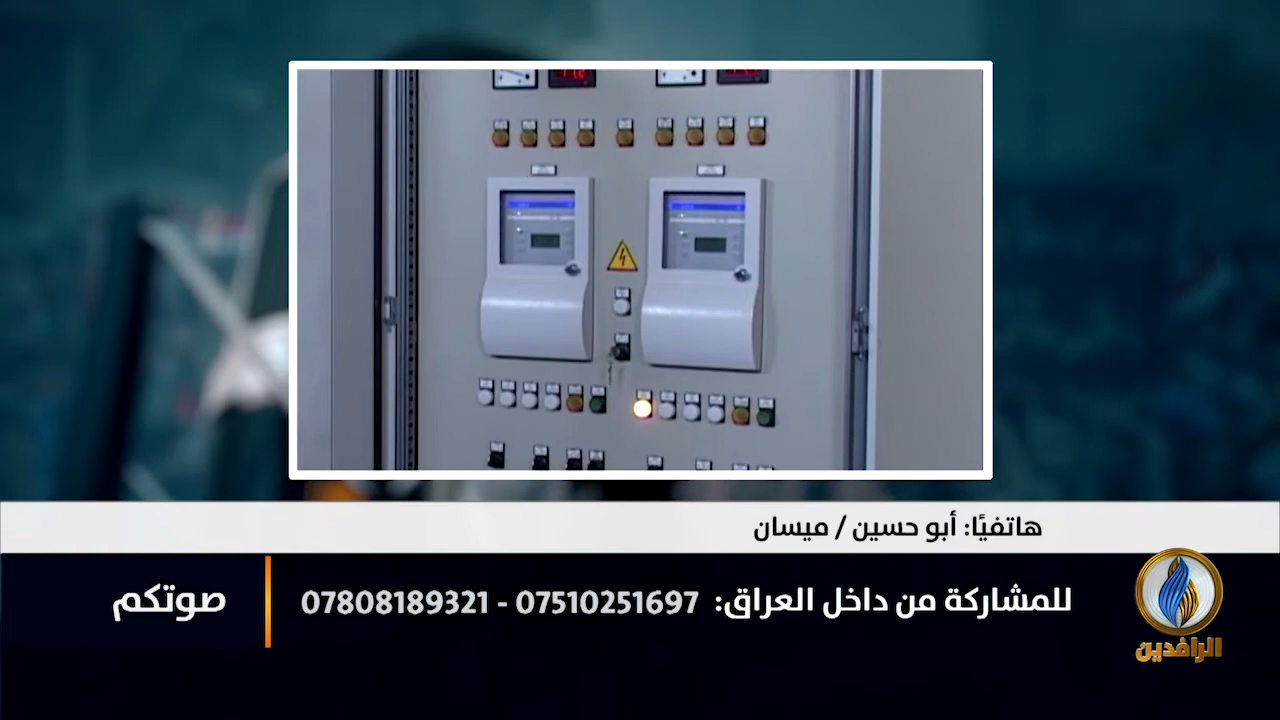 هاتفيًا: أبو حسين / ميسان
للمشاركة من داخل العراق: 07510251697 - 07808189321
صوتكم
الرافدين